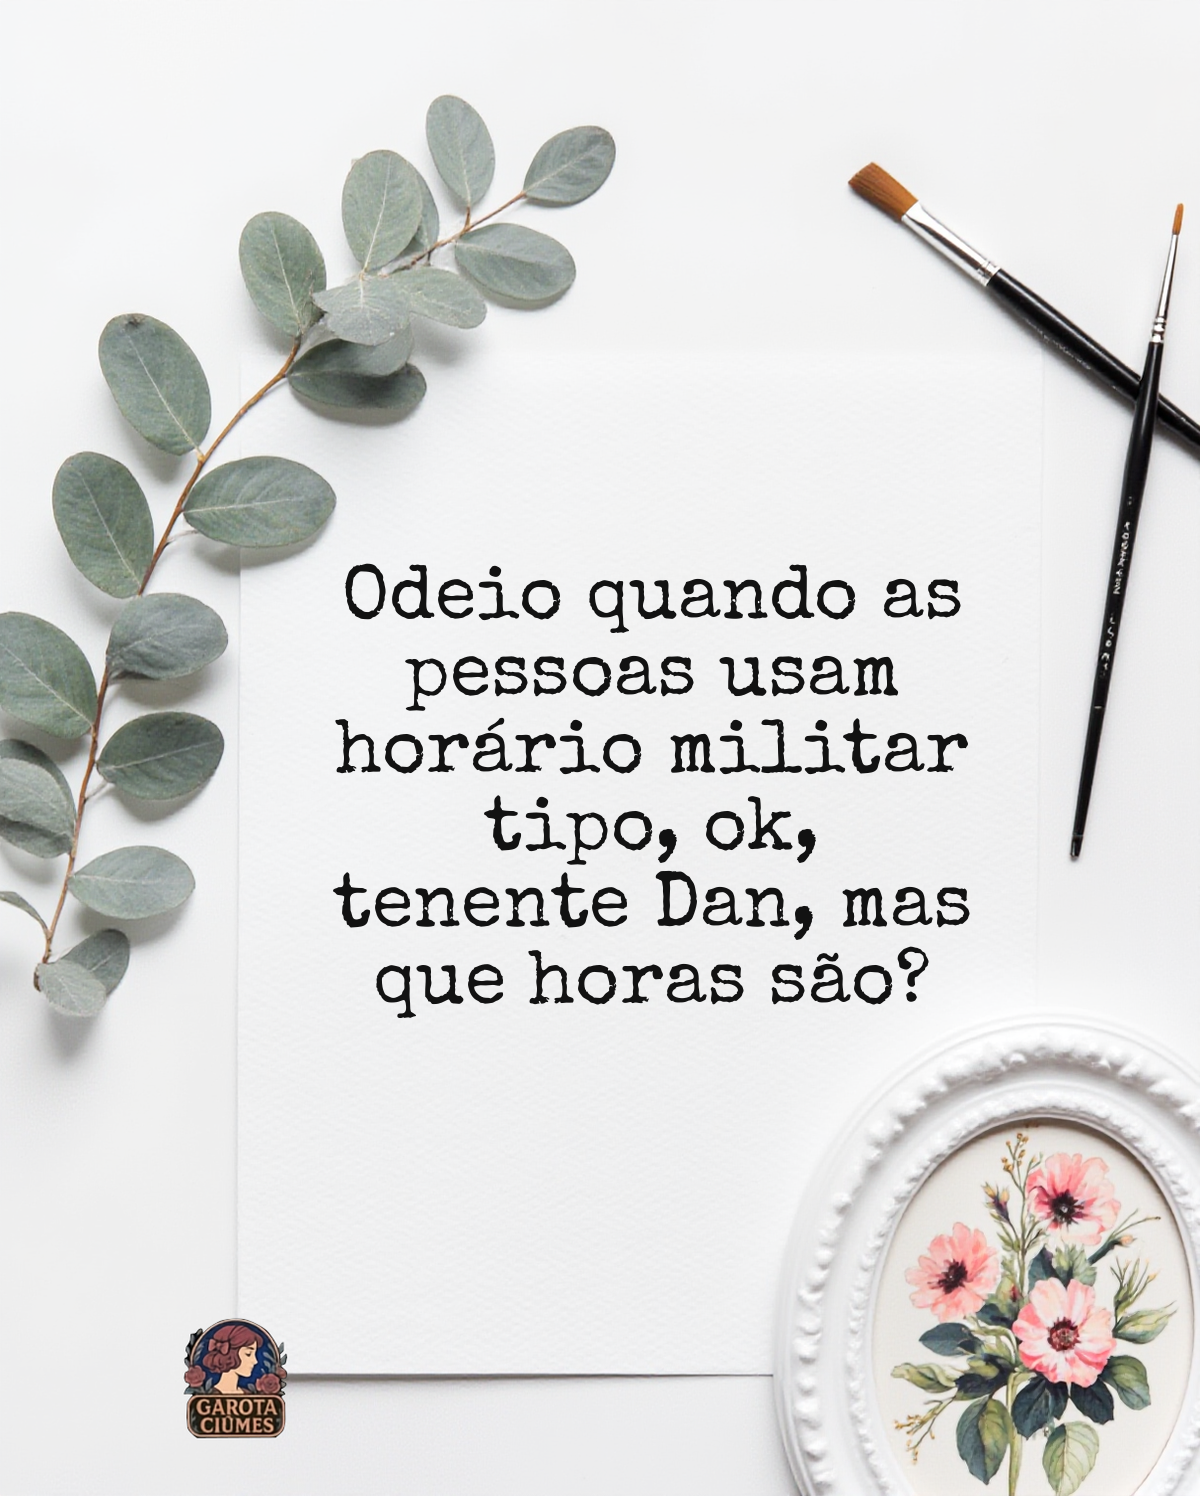 Odeio quando as
pessoas usam
horário militar
tipo, ok,
tenente Dan, mas
que horas são?
GAROTA
CIÚMES